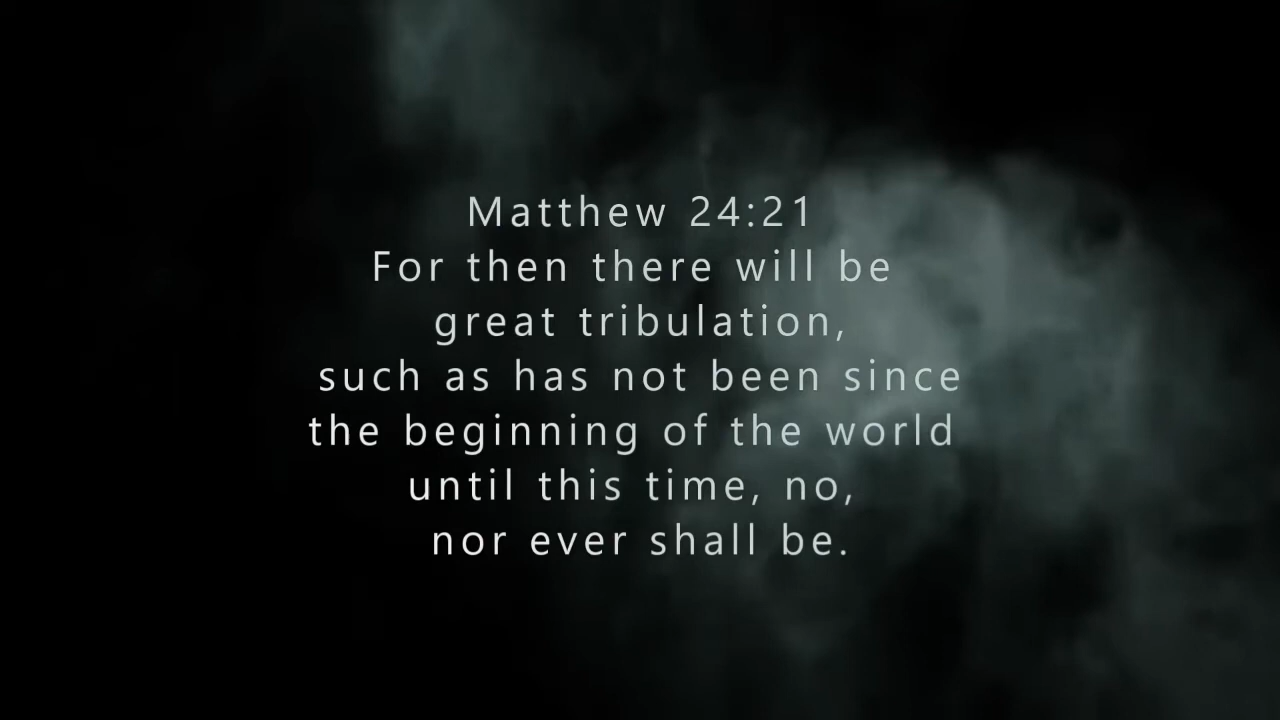 Matthew 24:21
For then there will be
great tribulation,
such as has not been since
the beginning of the world
until this time, no,
nor ever shall be.